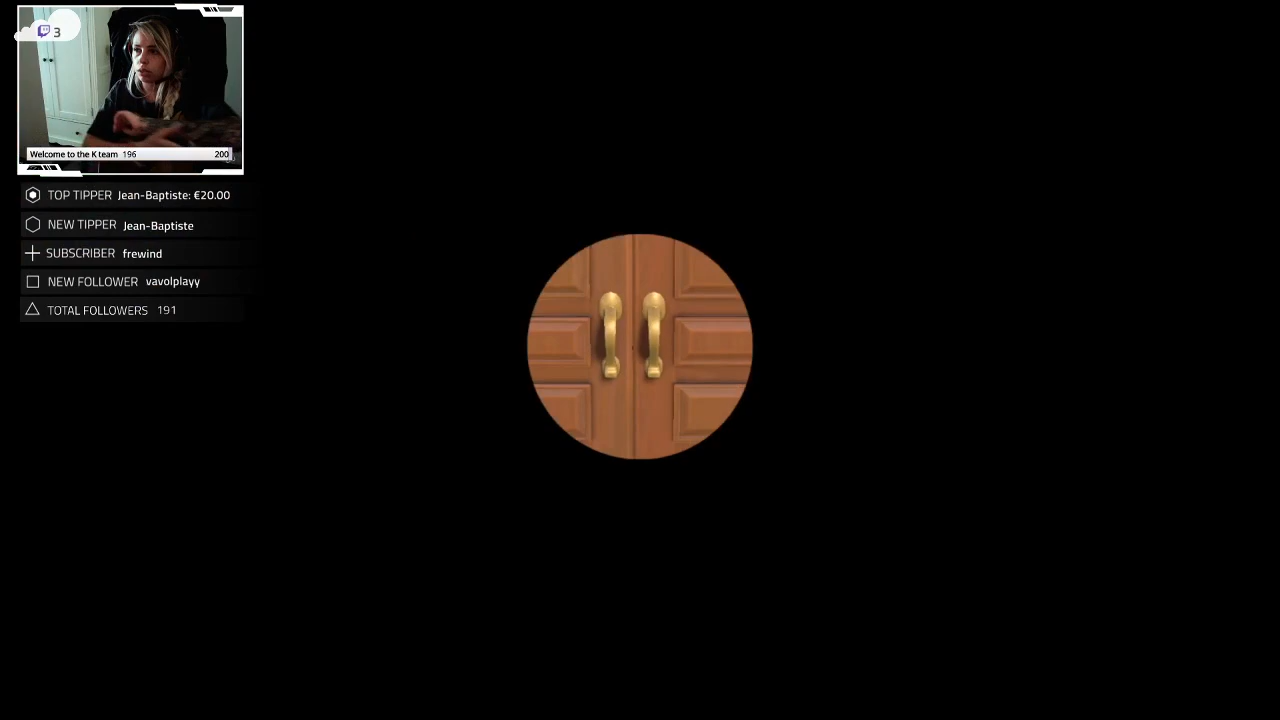 3
Welcome to the K team 196 200
TOP TIPPER Jean-Baptiste: €20.00
NEW TIPPER Jean-Baptiste
SUBSCRIBER frewind
NEW FOLLOWER vavolplayy
TOTAL FOLLOWERS 191